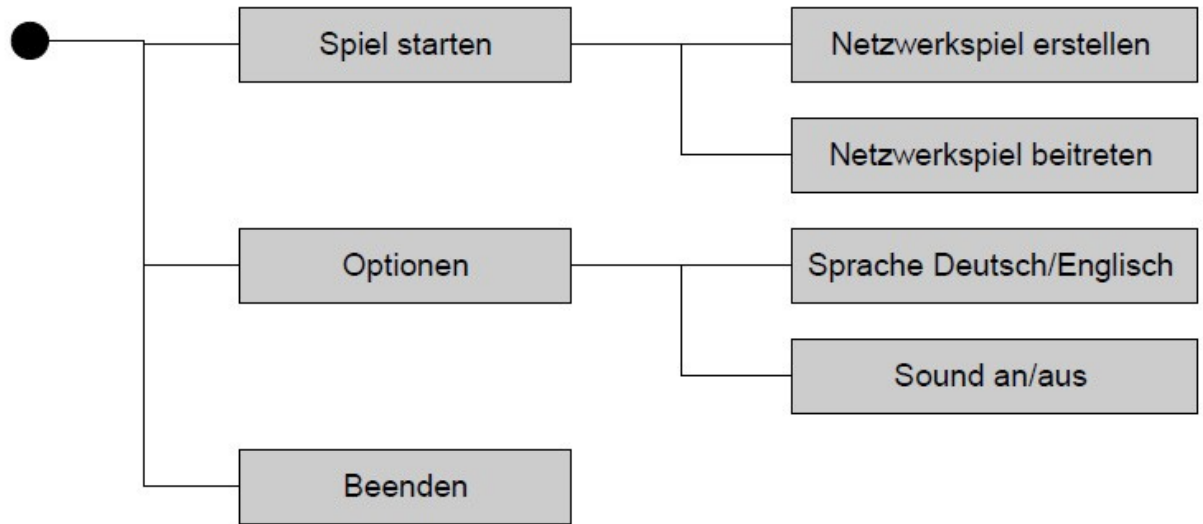 Spiel starten
Netzwerkspiel erstellen
Netzwerkspiel beitreten
Optionen
Sprache Deutsch/Englisch
Sound an/aus
Beenden